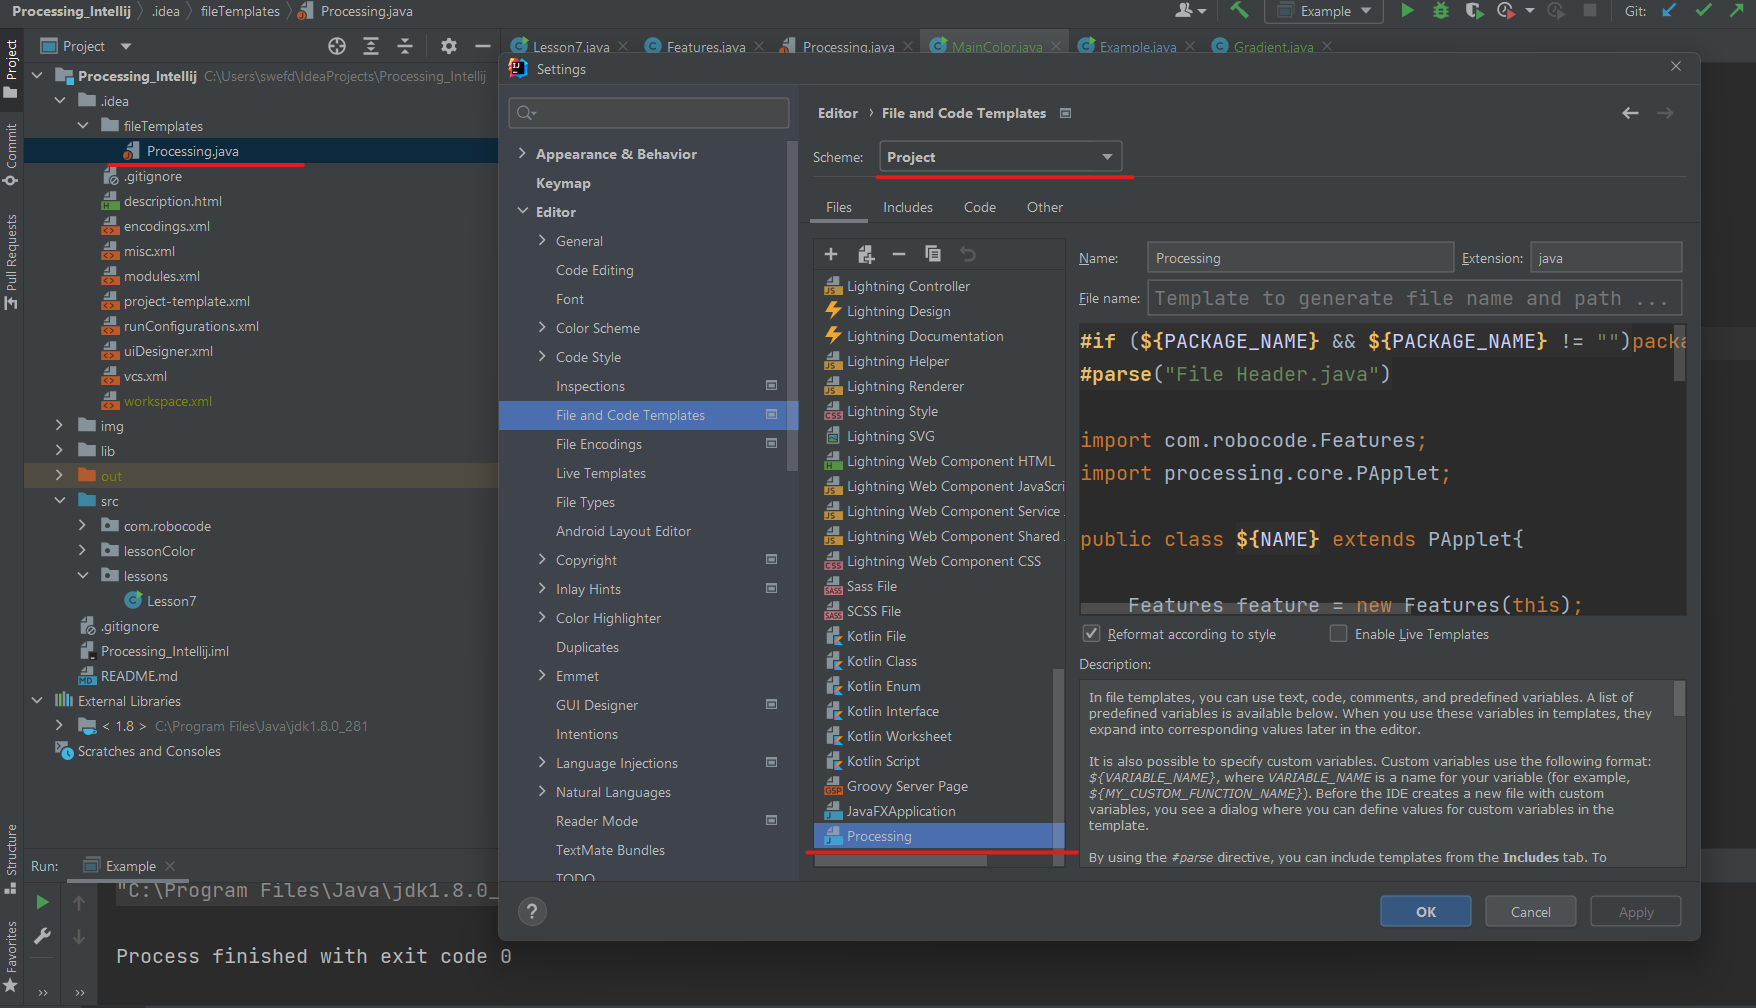 Processing_Intellij
.idea
fileTemplates
Processing.java
Example
Git:
Project
Lesson7.java
Features.java
Processing.java
MainColor.java
Example.java
Gradient.java
Project
Commit
Pull Requests
Structure
Favorites
Processing_Intellij C:\Users\swefd\IdeaProjects\Processing_Intellij
.idea
fileTemplates
Processing.java
.gitignore
description.html
encodings.xml
misc.xml
modules.xml
project-template.xml
runConfigurations.xml
uiDesigner.xml
vcs.xml
workspace.xml
img
lib
out
src
com.robocode
lessonColor
lessons
Lesson7
.gitignore
Processing_Intellij.iml
README.md
External Libraries
< 1.8 > C:\Program Files\Java\jdk1.8.0_281
Scratches and Consoles
Run:
Example
"C:\Program Files\Java\jdk1.8.0_
Process finished with exit code 0
Settings
Appearance & Behavior
Keymap
Editor
General
Code Editing
Font
Color Scheme
Code Style
Inspections
File and Code Templates
File Encodings
Live Templates
File Types
Android Layout Editor
Copyright
Inlay Hints
Color Highlighter
Duplicates
Emmet
GUI Designer
Intentions
Language Injections
Natural Languages
Reader Mode
TextMate Bundles
TODO
Editor › File and Code Templates
Scheme: Project
Files
Includes
Code
Other
Lightning Controller
Lightning Design
Lightning Documentation
Lightning Helper
Lightning Renderer
Lightning Style
Lightning SVG
Lightning Web Component HTML
Lightning Web Component JavaScri
Lightning Web Component Service
Lightning Web Component Shared
Lightning Web Component CSS
Sass File
SCSS File
Kotlin File
Kotlin Class
Kotlin Enum
Kotlin Interface
Kotlin Worksheet
Kotlin Script
Groovy Server Page
JavaFXApplication
Processing
Name: Processing
Extension: java
File name: Template to generate file name and path ...
#if (${PACKAGE_NAME} && ${PACKAGE_NAME} != "")packa
#parse("File Header.java")
import com.robocode.Features;
import processing.core.PApplet;
public class ${NAME} extends PApplet{
Features feature = new Features(this);
Reformat according to style
Enable Live Templates
Description:
In file templates, you can use text, code, comments, and predefined variables. A list of
predefined variables is available below. When you use these variables in templates, they
expand into corresponding values later in the editor.
It is also possible to specify custom variables. Custom variables use the following format:
${VARIABLE_NAME}, where VARIABLE_NAME is a name for your variable (for example,
${MY_CUSTOM_FUNCTION_NAME}). Before the IDE creates a new file with custom
variables, you see a dialog where you can define values for custom variables in the
template.
By using the #parse directive, you can include templates from the Includes tab. To
?
OK
Cancel
Apply